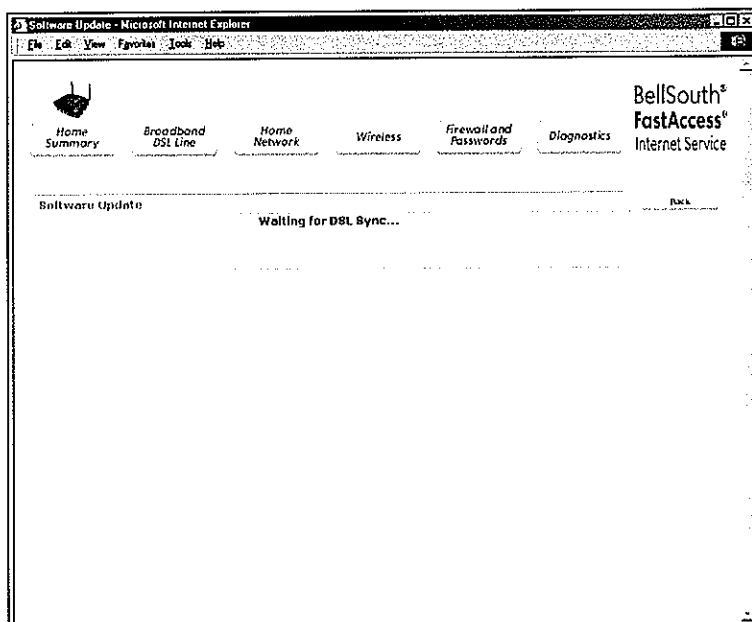 Software Update - Microsoft Internet Explorer
File Edit View Favorites Tools Help
BellSouth®
FastAccess®
Internet Service
Home Summary
Broadband DSL Line
Home Network
Wireless
Firewall and Passwords
Diagnostics
Software Update
Back
Waiting for DSL Sync...